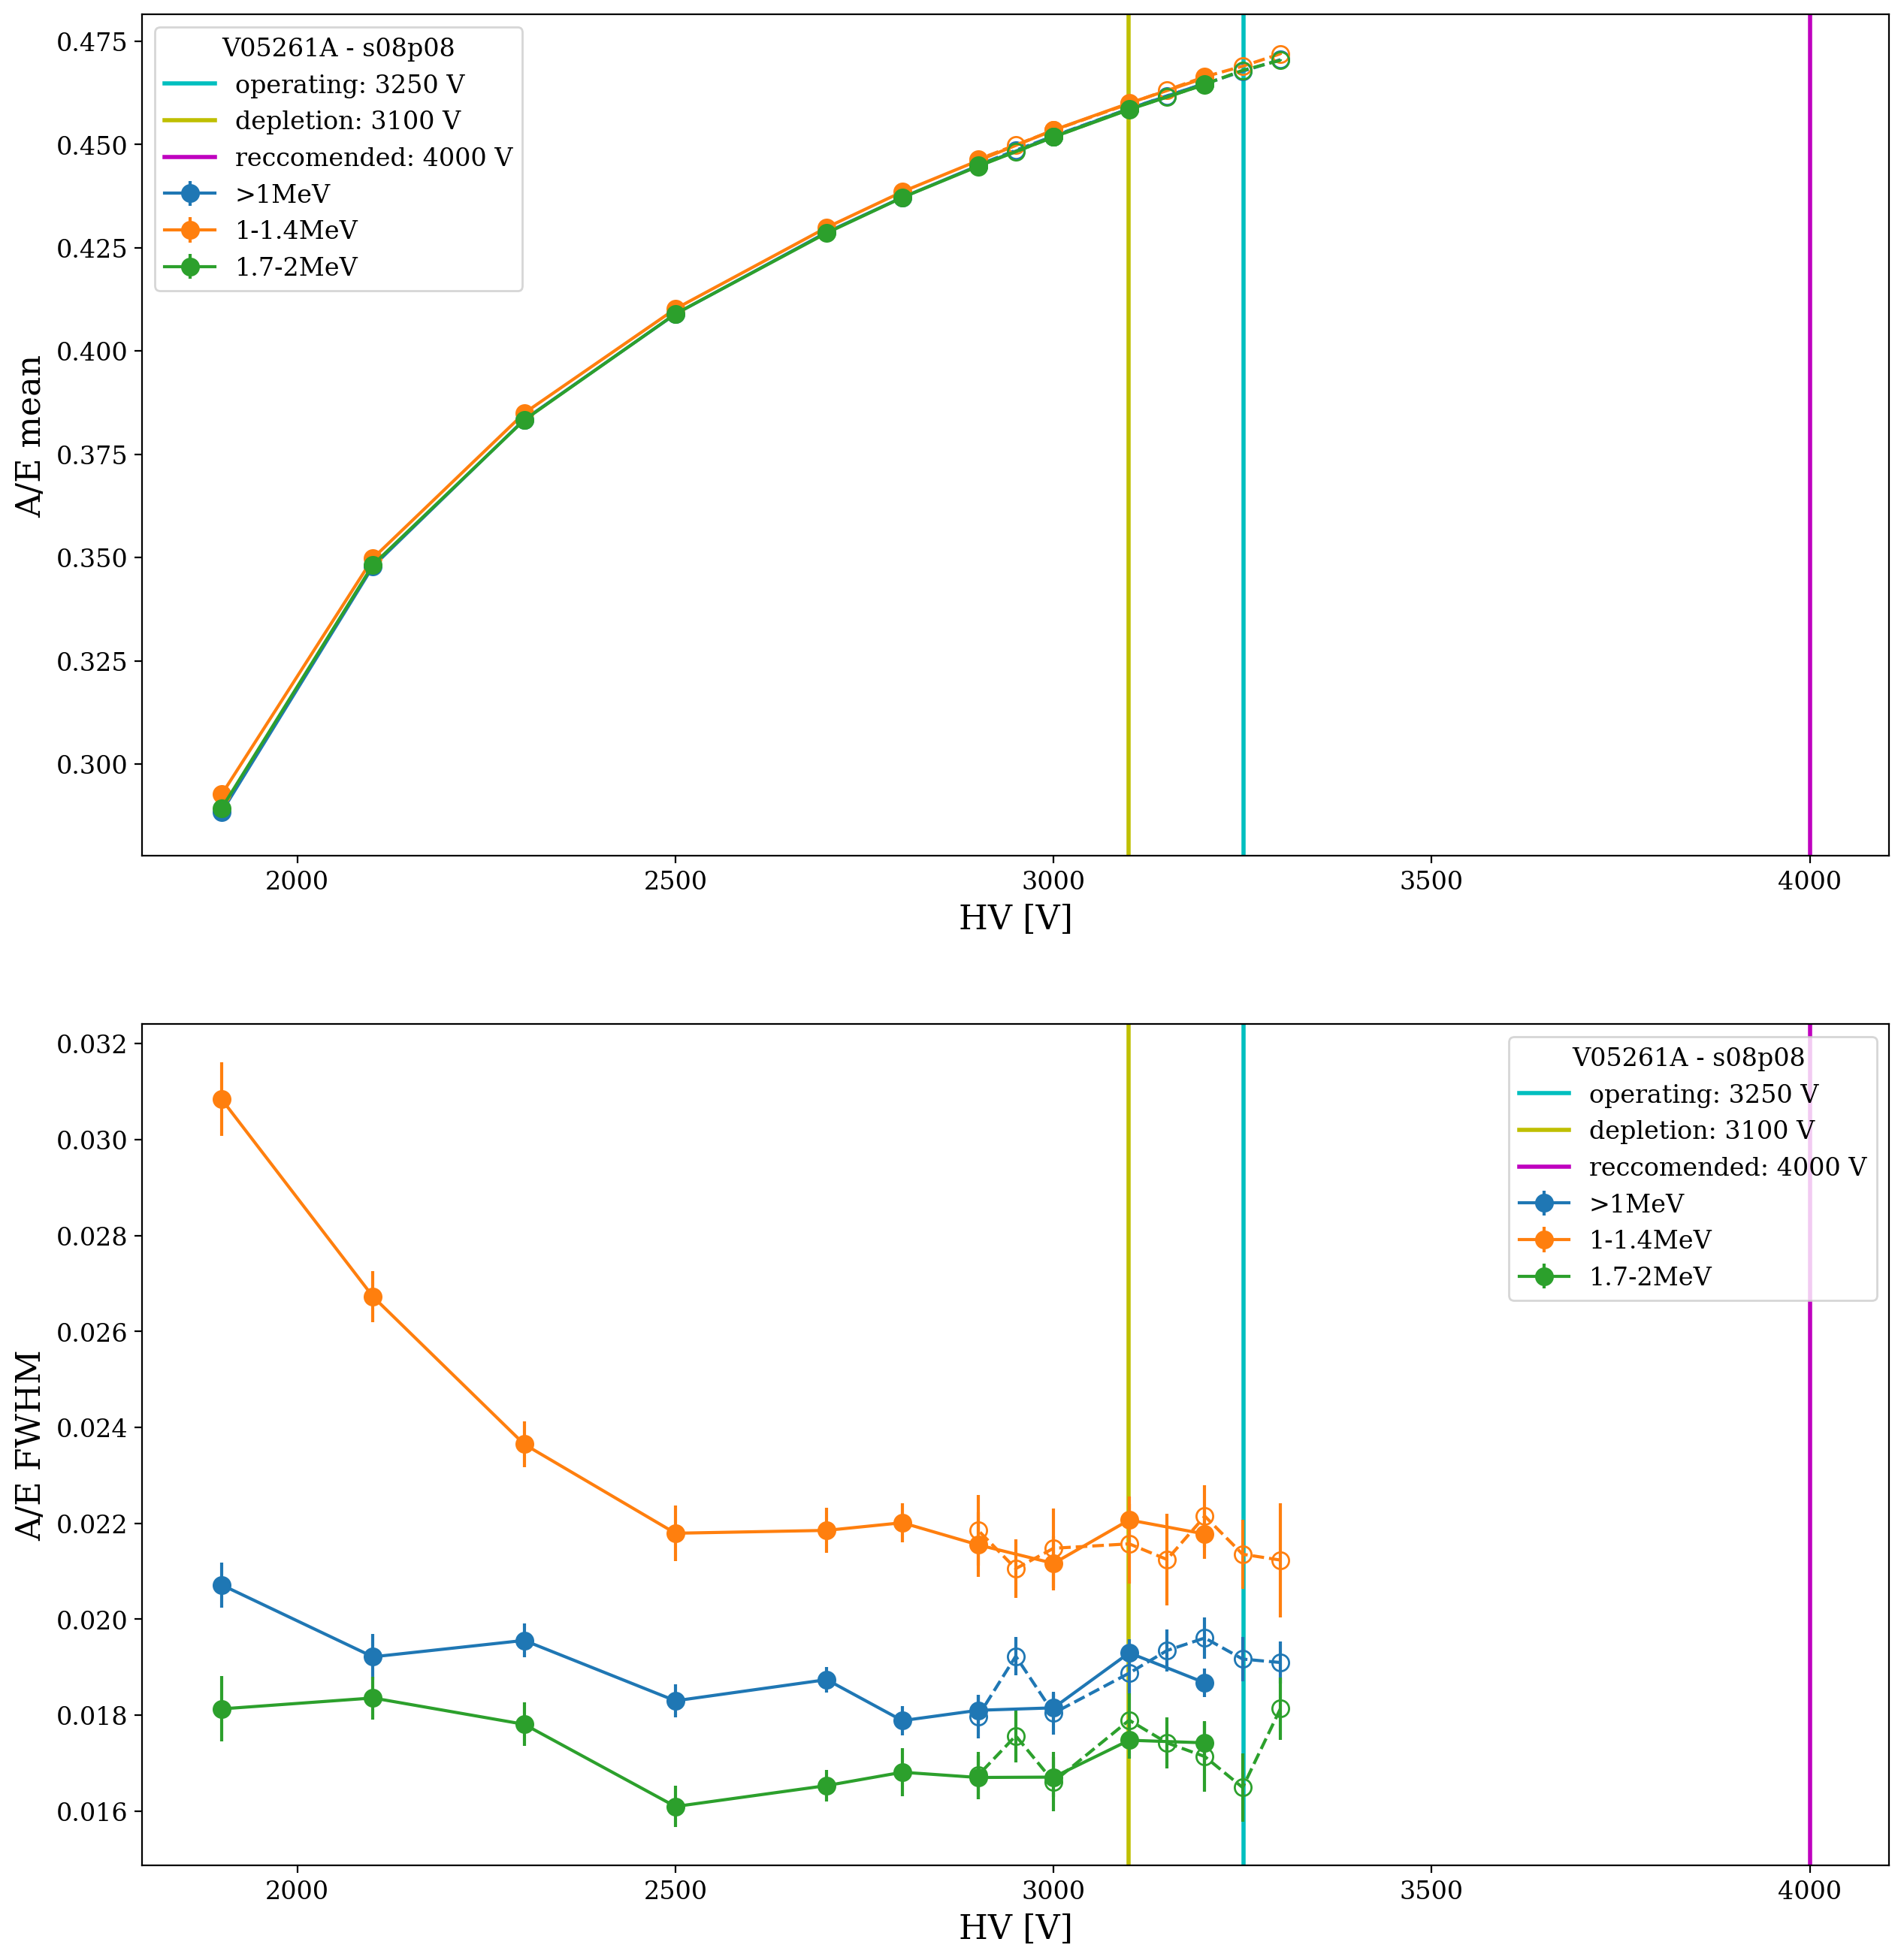 0.475
0.450
0.425
0.400
0.375
0.350
0.325
0.300
A/E mean
V05261A - s08p08
operating: 3250 V
depletion: 3100 V
reccomended: 4000 V
>1MeV
1-1.4MeV
1.7-2MeV
2000 2500 3000 3500 4000
HV [V]
0.032
0.030
0.028
0.026
0.024
0.022
0.020
0.018
0.016
A/E FWHM
V05261A - s08p08
operating: 3250 V
depletion: 3100 V
reccomended: 4000 V
>1MeV
1-1.4MeV
1.7-2MeV
2000 2500 3000 3500 4000
HV [V]